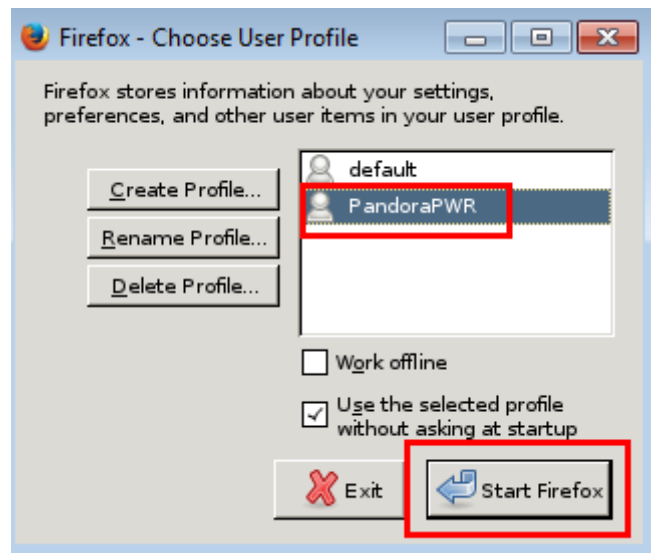 Firefox - Choose User Profile
Firefox stores information about your settings,
preferences, and other user items in your user profile.
default
PandoraPWR
Create Profile...
Rename Profile...
Delete Profile...
Work offline
Use the selected profile
without asking at startup
Exit
Start Firefox